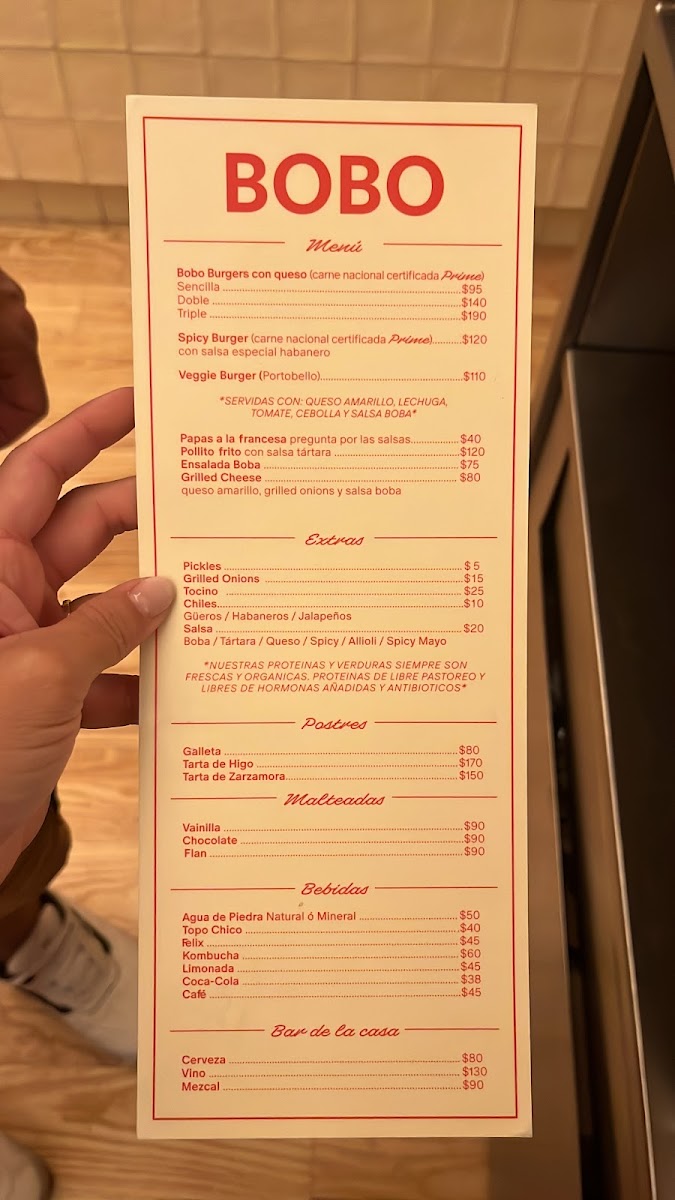 BOBO
Menú
Bobo Burgers con queso (carne nacional certificada Prime)
Sencilla $95
Doble $140
Triple $190
Spicy Burger (carne nacional certificada Prime) $120
con salsa especial habanero
Veggie Burger (Portobello) $110
*SERVIDAS CON: QUESO AMARILLO, LECHUGA,
TOMATE, CEBOLLA Y SALSA BOBA*
Papas a la francesa pregunta por las salsas $40
Pollito frito con salsa tártara $120
Ensalada Boba $75
Grilled Cheese $80
queso amarillo, grilled onions y salsa boba
Extras
Pickles $5
Grilled Onions $15
Tocino $25
Chiles $10
Güeros / Habaneros / Jalapeños
Salsa $20
Boba / Tártara / Queso / Spicy / Allioli / Spicy Mayo
*NUESTRAS PROTEINAS Y VERDURAS SIEMPRE SON
FRESCAS Y ORGANICAS. PROTEINAS DE LIBRE PASTOREO Y
LIBRES DE HORMONAS AÑADIDAS Y ANTIBIOTICOS*
Postres
Galleta $80
Tarta de Higo $170
Tarta de Zarzamora $150
Malteadas
Vainilla $90
Chocolate $90
Flan $90
Bebidas
Agua de Piedra Natural ó Mineral $50
Topo Chico $40
Felix $45
Kombucha $60
Limonada $45
Coca-Cola $38
Café $45
Bar de la casa
Cerveza $80
Vino $130
Mezcal $90